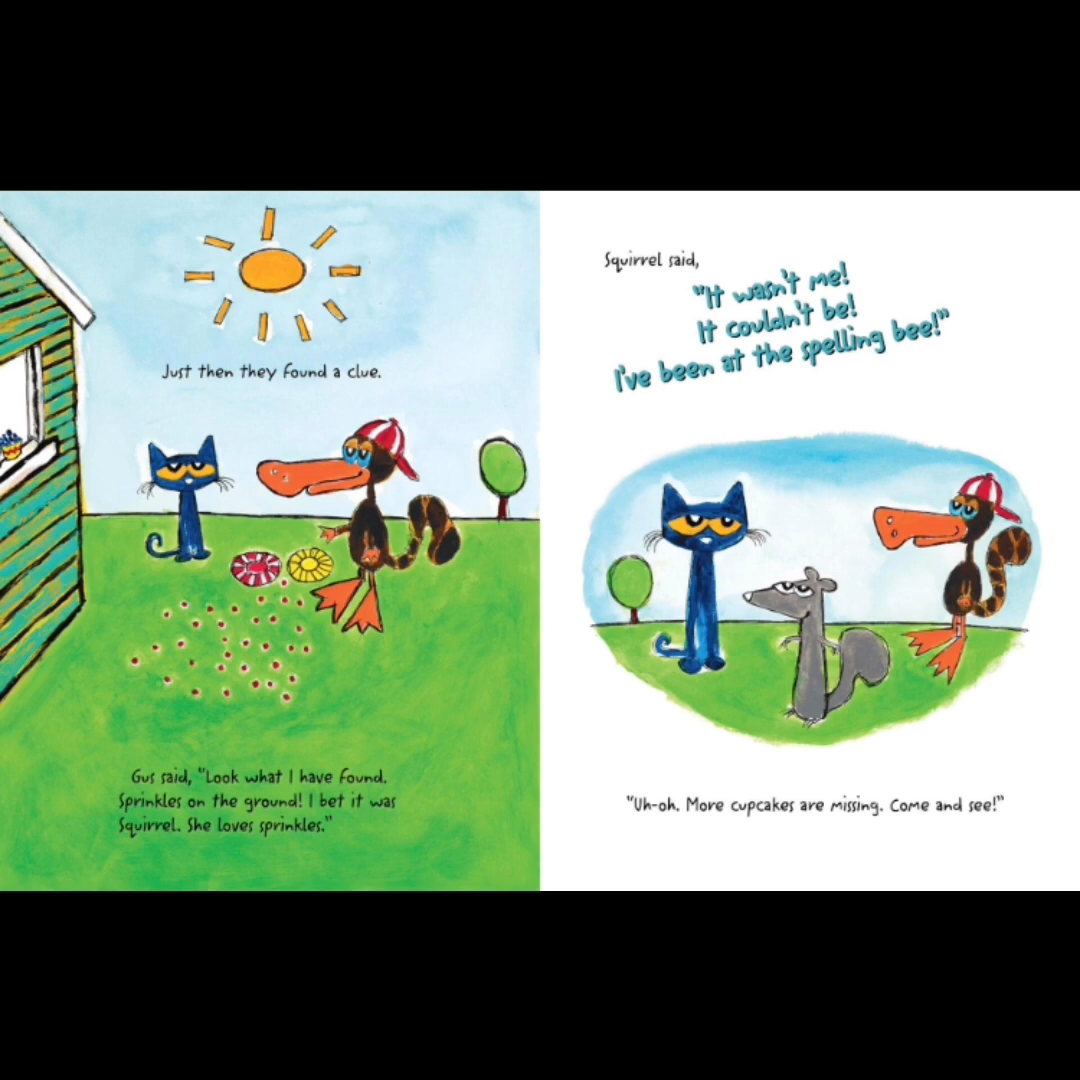 Just then they found a clue.
Gus said, "Look what I have found.
Sprinkles on the ground! I bet it was
Squirrel. She loves sprinkles."
Squirrel said,
"It wasn't me!
It couldn't be!
I've been at the spelling bee!"
"Uh-oh. More cupcakes are missing. Come and see!"